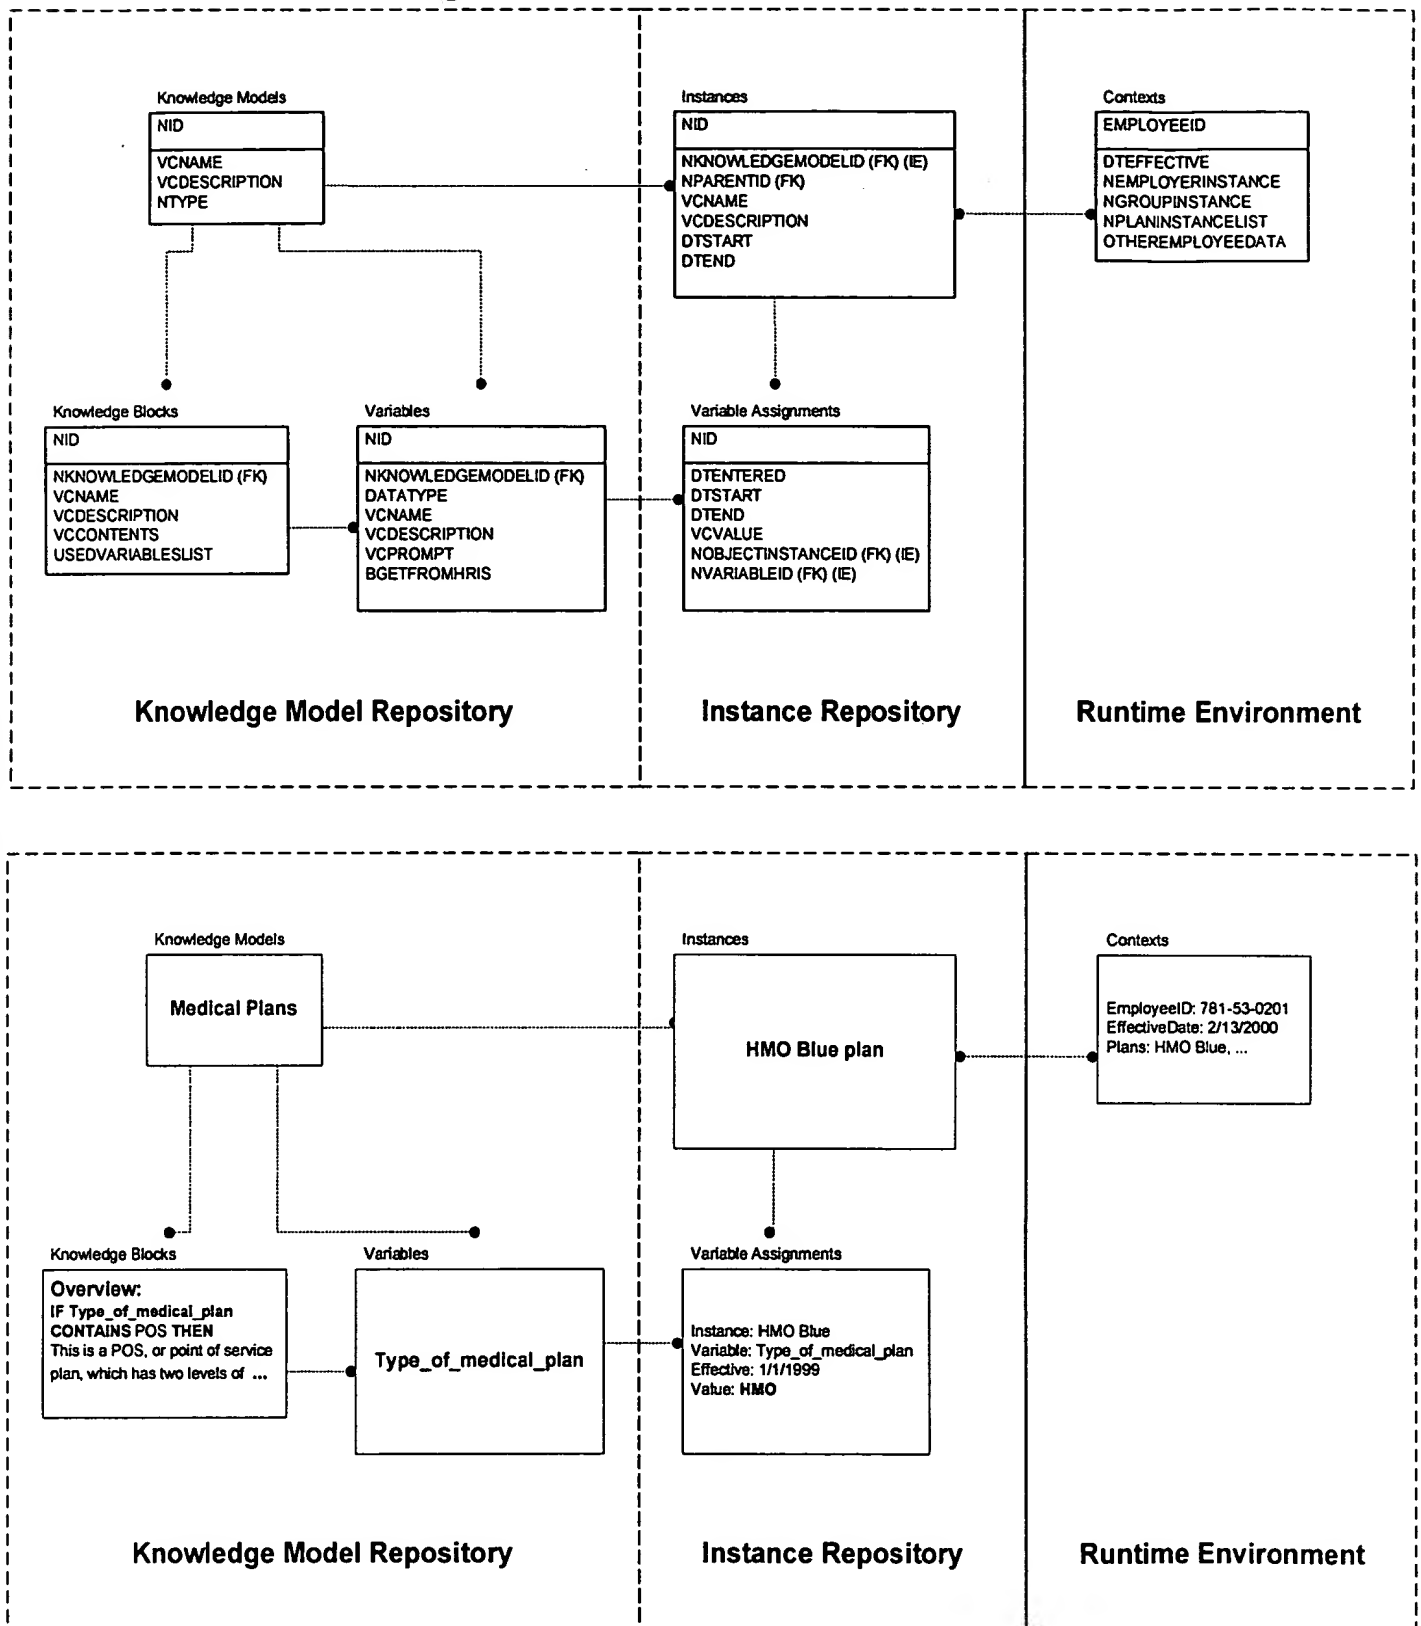 Knowledge Models
NID
VCNAME
VCDESCRIPTION
NTYPE
Instances
NID
NKNOWLEDGEMODELID (FK) (IE)
NPARENTID (FK)
VCNAME
VCDESCRIPTION
DTSTART
DTEND
Contexts
EMPLOYEEID
DTEFFECTIVE
NEMPLOYERINSTANCE
NGROUPINSTANCE
NPLANINSTANCELIST
OTHEREMPLOYEEDATA
Knowledge Blocks
NID
NKNOWLEDGEMODELID (FK)
VCNAME
VCDESCRIPTION
VCCONTENTS
USEDVARIABLESLIST
Variables
NID
NKNOWLEDGEMODELID (FK)
DATATYPE
VCNAME
VCDESCRIPTION
VCPROMPT
BGETFROMHRIS
Variable Assignments
NID
DTENTERED
DTSTART
DTEND
VCVALUE
NOBJECTINSTANCEID (FK) (IE)
NVARIABLEID (FK) (IE)
Knowledge Model Repository
Instance Repository
Runtime Environment
Knowledge Models
Medical Plans
Instances
HMO Blue plan
Contexts
EmployeeID: 781-53-0201
EffectiveDate: 2/13/2000
Plans: HMO Blue, ...
Knowledge Blocks
Overview:
IF Type_of_medical_plan
CONTAINS POS THEN
This is a POS, or point of service
plan, which has two levels of ...
Variables
Type_of_medical_plan
Variable Assignments
Instance: HMO Blue
Variable: Type_of_medical_plan
Effective: 1/1/1999
Value: HMO
Knowledge Model Repository
Instance Repository
Runtime Environment